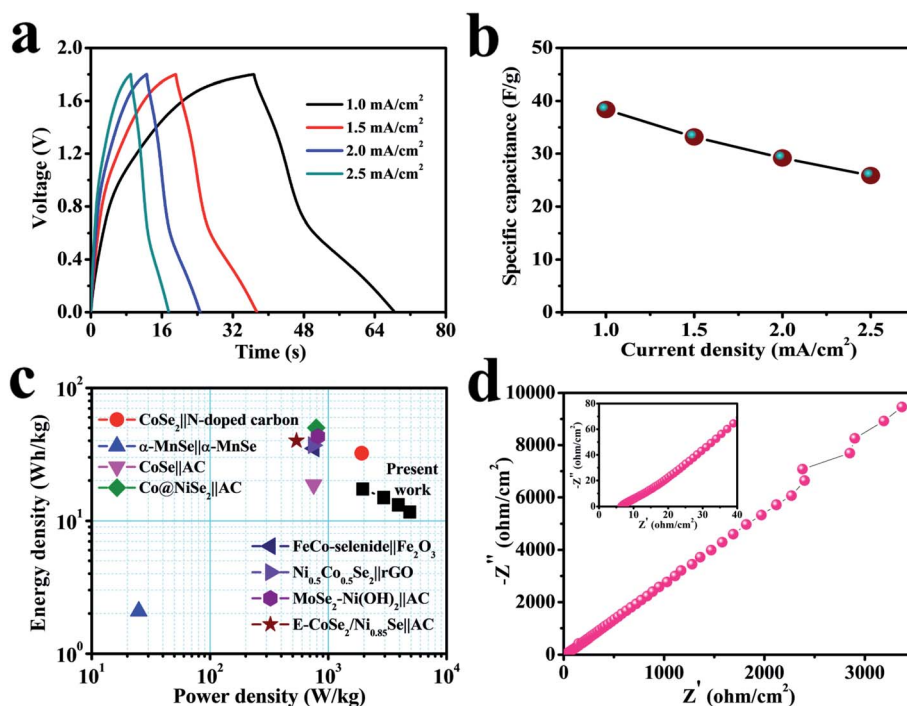 a
2.0
1.6
1.2
0.8
0.4
0.0
Voltage (V)
1.0 mA/cm²
1.5 mA/cm²
2.0 mA/cm²
2.5 mA/cm²
0 16 32 48 64 80
Time (s)
b
50
40
30
20
10
0
Specific capacitance (F/g)
1.0 1.5 2.0 2.5
Current density (mA/cm²)
c
10²
10¹
10⁰
Energy density (Wh/kg)
CoSe₂||N-doped carbon
α-MnSe||α-MnSe
CoSe||AC
Co@NiSe₂||AC
Present
work
FeCo-selenide||Fe₂O₃
Ni₀.₅Co₀.₅Se₂||rGO
MoSe₂-Ni(OH)₂||AC
E-CoSe₂/Ni₀.₈₅Se||AC
10¹ 10² 10³ 10⁴
Power density (W/kg)
d
10000
8000
6000
4000
2000
0
-Z" (ohm/cm²)
80
60
40
20
0
-Z" (ohm/cm²)
0 10 20 30 40
Z' (ohm/cm²)
0 1000 2000 3000
Z' (ohm/cm²)